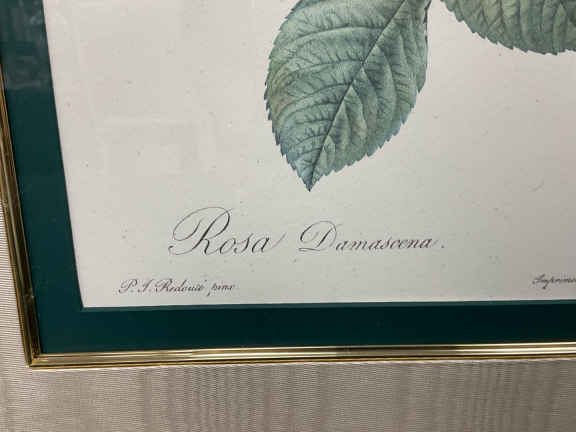 Rosa Damascena.
P. J. Redouté pinx.